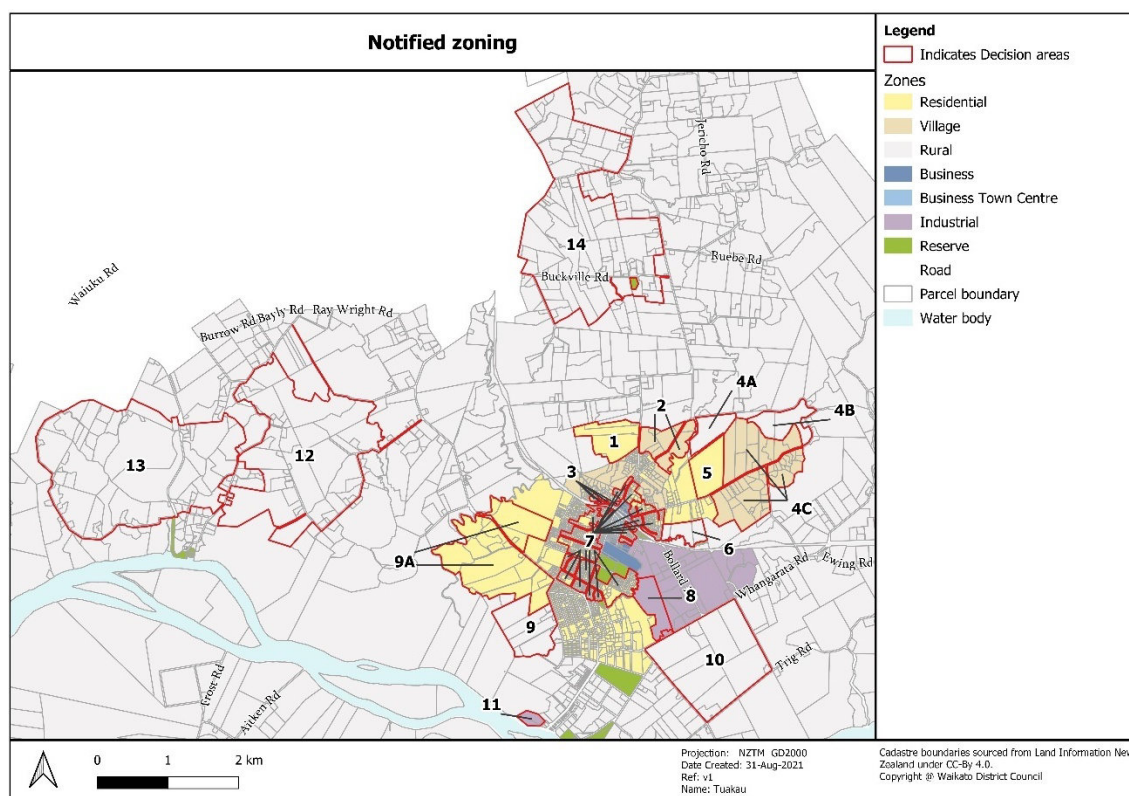 Notified zoning
Legend
Indicates Decision areas
Zones
Residential
Village
Rural
Business
Business Town Centre
Industrial
Reserve
Road
Parcel boundary
Water body
Jericho Rd
14
Buckville Rd
Ruebe Rd
Waiuku Rd
Burrow Rd
Bayly Rd
Ray Wright Rd
4A
4B
2
1
5
13
12
3
4C
7
6
9A
Bollard
Whangarata Rd
Ewing Rd
8
9
10
Trig Rd
Frost Rd
Aitken Rd
11
0 1 2 km
Projection: NZTM GD2000
Date Created: 31-Aug-2021
Ref: v1
Name: Tuakau
Cadastre boundaries sourced from Land Information New
Zealand under CC-By 4.0.
Copyright @ Waikato District Council